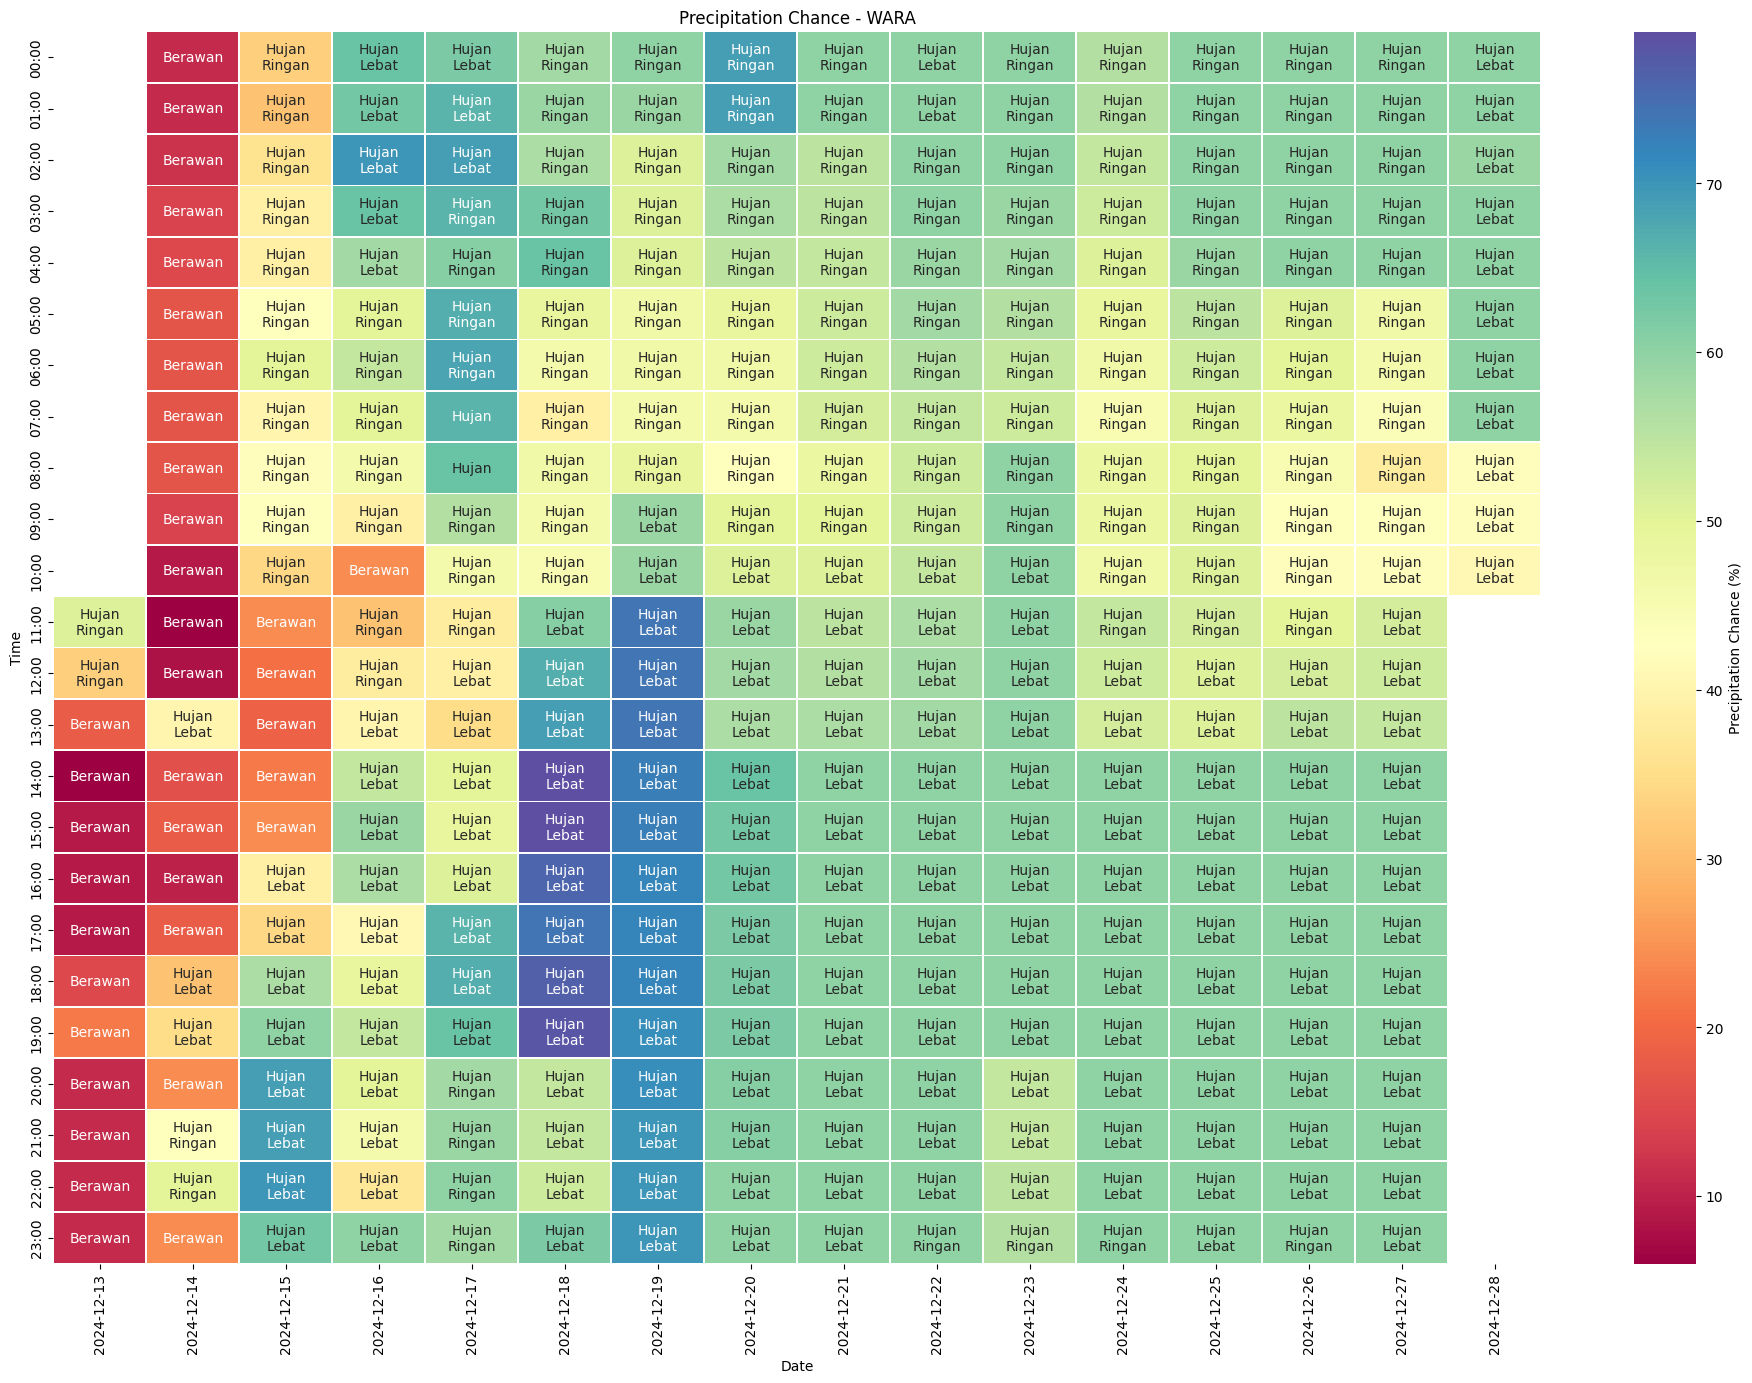 Precipitation Chance - WARA
00:00 Berawan Hujan Ringan Hujan Lebat Hujan Lebat Hujan Ringan Hujan Ringan Hujan Ringan Hujan Ringan Hujan Lebat Hujan Ringan Hujan Ringan Hujan Ringan Hujan Ringan Hujan Ringan Hujan Lebat
01:00 Berawan Hujan Ringan Hujan Lebat Hujan Lebat Hujan Ringan Hujan Ringan Hujan Ringan Hujan Ringan Hujan Lebat Hujan Ringan Hujan Ringan Hujan Ringan Hujan Ringan Hujan Ringan Hujan Lebat
02:00 Berawan Hujan Ringan Hujan Lebat Hujan Lebat Hujan Ringan Hujan Ringan Hujan Ringan Hujan Ringan Hujan Ringan Hujan Ringan Hujan Ringan Hujan Ringan Hujan Ringan Hujan Ringan Hujan Lebat
03:00 Berawan Hujan Ringan Hujan Lebat Hujan Ringan Hujan Ringan Hujan Ringan Hujan Ringan Hujan Ringan Hujan Ringan Hujan Ringan Hujan Ringan Hujan Ringan Hujan Ringan Hujan Ringan Hujan Lebat
04:00 Berawan Hujan Ringan Hujan Lebat Hujan Ringan Hujan Ringan Hujan Ringan Hujan Ringan Hujan Ringan Hujan Ringan Hujan Ringan Hujan Ringan Hujan Ringan Hujan Ringan Hujan Ringan Hujan Lebat
05:00 Berawan Hujan Ringan Hujan Ringan Hujan Ringan Hujan Ringan Hujan Ringan Hujan Ringan Hujan Ringan Hujan Ringan Hujan Ringan Hujan Ringan Hujan Ringan Hujan Ringan Hujan Ringan Hujan Lebat
06:00 Berawan Hujan Ringan Hujan Ringan Hujan Ringan Hujan Ringan Hujan Ringan Hujan Ringan Hujan Ringan Hujan Ringan Hujan Ringan Hujan Ringan Hujan Ringan Hujan Ringan Hujan Ringan Hujan Lebat
07:00 Berawan Hujan Ringan Hujan Ringan Hujan Hujan Ringan Hujan Ringan Hujan Ringan Hujan Ringan Hujan Ringan Hujan Ringan Hujan Ringan Hujan Ringan Hujan Ringan Hujan Ringan Hujan Lebat
08:00 Berawan Hujan Ringan Hujan Ringan Hujan Hujan Ringan Hujan Ringan Hujan Ringan Hujan Ringan Hujan Ringan Hujan Ringan Hujan Ringan Hujan Ringan Hujan Ringan Hujan Ringan Hujan Lebat
09:00 Berawan Hujan Ringan Hujan Ringan Hujan Ringan Hujan Ringan Hujan Lebat Hujan Ringan Hujan Ringan Hujan Ringan Hujan Ringan Hujan Ringan Hujan Ringan Hujan Ringan Hujan Ringan Hujan Lebat
10:00 Berawan Hujan Ringan Berawan Hujan Ringan Hujan Ringan Hujan Lebat Hujan Lebat Hujan Lebat Hujan Lebat Hujan Lebat Hujan Ringan Hujan Ringan Hujan Ringan Hujan Lebat Hujan Lebat
11:00 Hujan Ringan Berawan Berawan Hujan Ringan Hujan Ringan Hujan Lebat Hujan Lebat Hujan Lebat Hujan Lebat Hujan Lebat Hujan Lebat Hujan Ringan Hujan Ringan Hujan Ringan Hujan Lebat
12:00 Hujan Ringan Berawan Berawan Hujan Ringan Hujan Lebat Hujan Lebat Hujan Lebat Hujan Lebat Hujan Lebat Hujan Lebat Hujan Lebat Hujan Lebat Hujan Lebat Hujan Lebat Hujan Lebat
13:00 Berawan Hujan Lebat Berawan Hujan Lebat Hujan Lebat Hujan Lebat Hujan Lebat Hujan Lebat Hujan Lebat Hujan Lebat Hujan Lebat Hujan Lebat Hujan Lebat Hujan Lebat Hujan Lebat
14:00 Berawan Berawan Berawan Hujan Lebat Hujan Lebat Hujan Lebat Hujan Lebat Hujan Lebat Hujan Lebat Hujan Lebat Hujan Lebat Hujan Lebat Hujan Lebat Hujan Lebat Hujan Lebat
15:00 Berawan Berawan Berawan Hujan Lebat Hujan Lebat Hujan Lebat Hujan Lebat Hujan Lebat Hujan Lebat Hujan Lebat Hujan Lebat Hujan Lebat Hujan Lebat Hujan Lebat Hujan Lebat
16:00 Berawan Berawan Hujan Lebat Hujan Lebat Hujan Lebat Hujan Lebat Hujan Lebat Hujan Lebat Hujan Lebat Hujan Lebat Hujan Lebat Hujan Lebat Hujan Lebat Hujan Lebat Hujan Lebat
17:00 Berawan Berawan Hujan Lebat Hujan Lebat Hujan Lebat Hujan Lebat Hujan Lebat Hujan Lebat Hujan Lebat Hujan Lebat Hujan Lebat Hujan Lebat Hujan Lebat Hujan Lebat Hujan Lebat
18:00 Berawan Hujan Lebat Hujan Lebat Hujan Lebat Hujan Lebat Hujan Lebat Hujan Lebat Hujan Lebat Hujan Lebat Hujan Lebat Hujan Lebat Hujan Lebat Hujan Lebat Hujan Lebat Hujan Lebat
19:00 Berawan Hujan Lebat Hujan Lebat Hujan Lebat Hujan Lebat Hujan Lebat Hujan Lebat Hujan Lebat Hujan Lebat Hujan Lebat Hujan Lebat Hujan Lebat Hujan Lebat Hujan Lebat Hujan Lebat
20:00 Berawan Berawan Hujan Lebat Hujan Lebat Hujan Ringan Hujan Lebat Hujan Lebat Hujan Lebat Hujan Lebat Hujan Lebat Hujan Lebat Hujan Lebat Hujan Lebat Hujan Lebat Hujan Lebat
21:00 Berawan Hujan Ringan Hujan Lebat Hujan Lebat Hujan Ringan Hujan Lebat Hujan Lebat Hujan Lebat Hujan Lebat Hujan Lebat Hujan Lebat Hujan Lebat Hujan Lebat Hujan Lebat Hujan Lebat
22:00 Berawan Hujan Ringan Hujan Lebat Hujan Lebat Hujan Ringan Hujan Lebat Hujan Lebat Hujan Lebat Hujan Lebat Hujan Lebat Hujan Lebat Hujan Lebat Hujan Lebat Hujan Lebat Hujan Lebat
23:00 Berawan Berawan Hujan Lebat Hujan Lebat Hujan Ringan Hujan Lebat Hujan Lebat Hujan Lebat Hujan Lebat Hujan Ringan Hujan Ringan Hujan Ringan Hujan Lebat Hujan Ringan Hujan Lebat
Time
2024-12-13 2024-12-14 2024-12-15 2024-12-16 2024-12-17 2024-12-18 2024-12-19 2024-12-20 2024-12-21 2024-12-22 2024-12-23 2024-12-24 2024-12-25 2024-12-26 2024-12-27 2024-12-28
Date
70
60
50
40
30
20
10
Precipitation Chance (%)